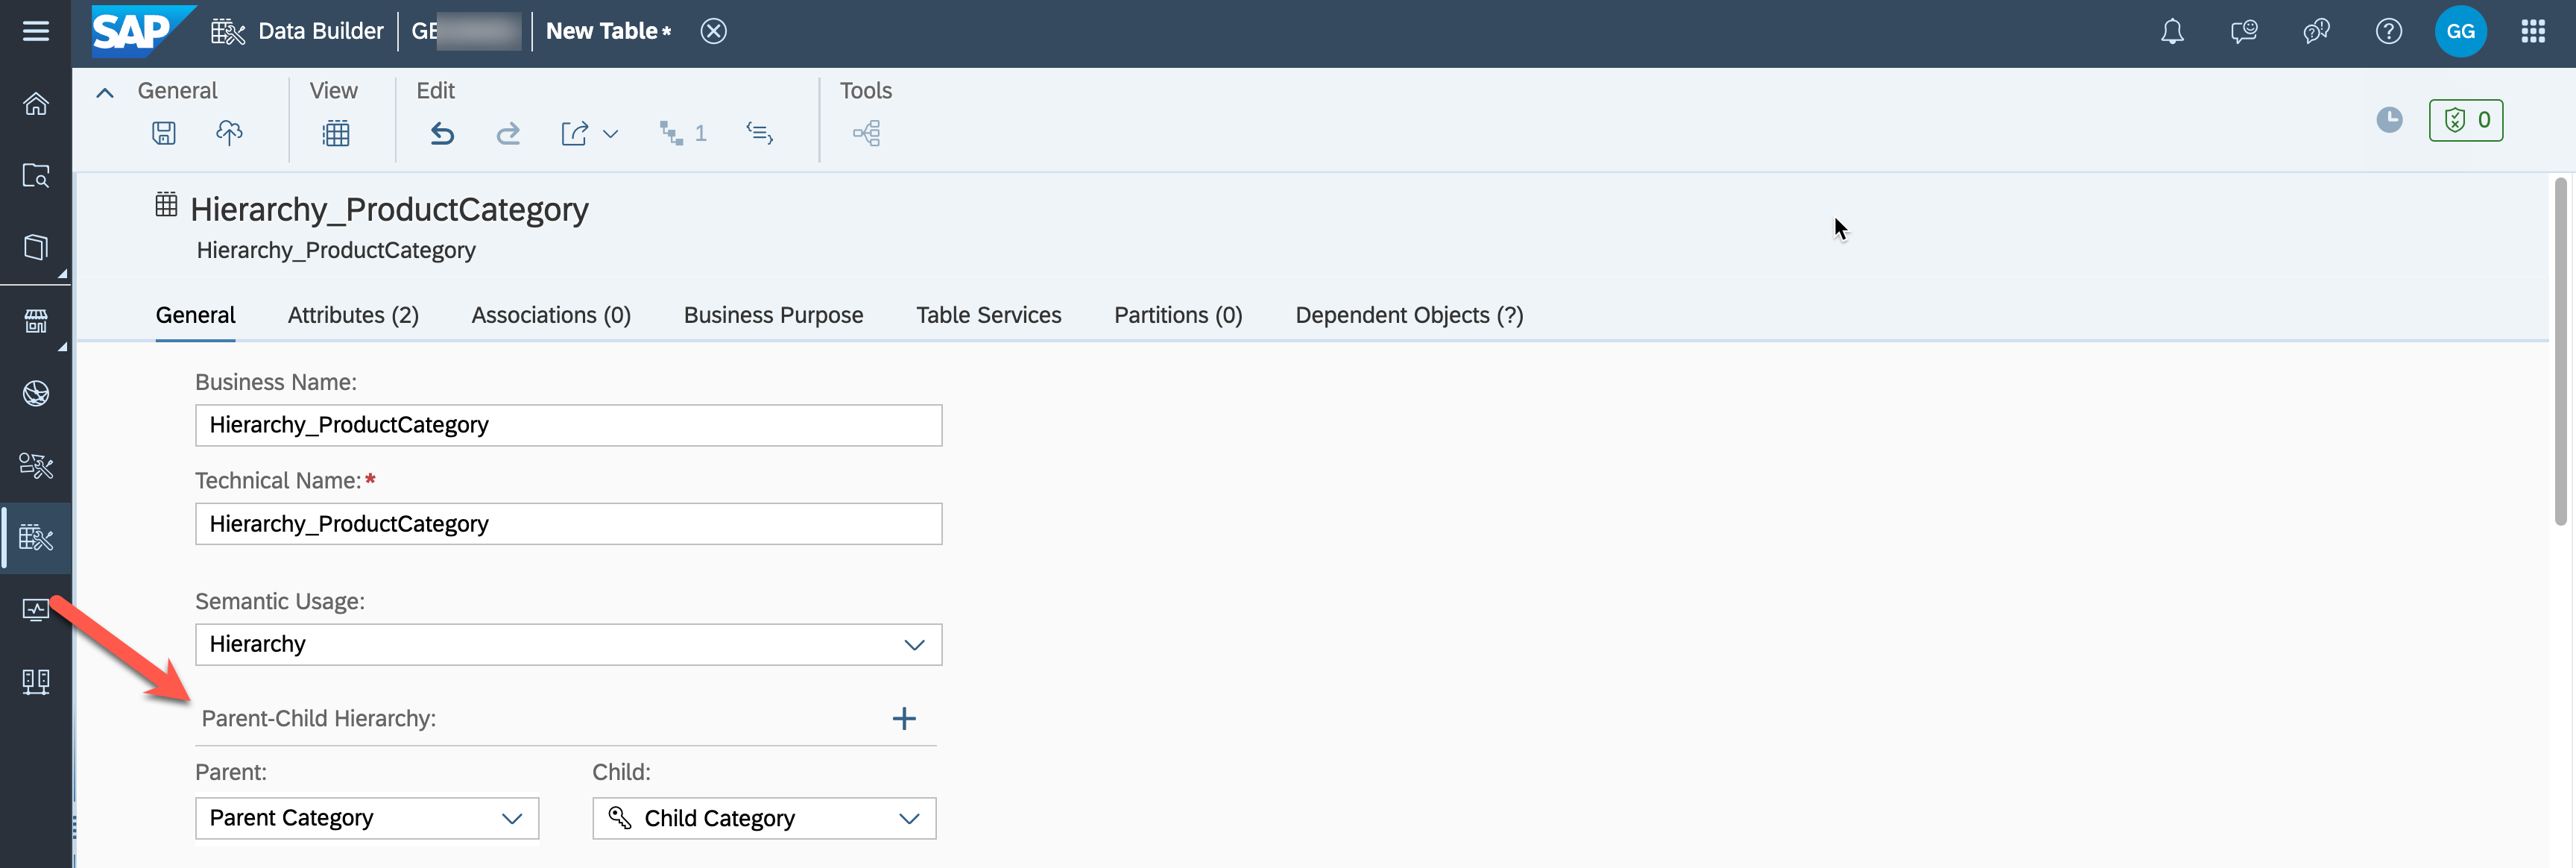 SAP Data Builder GE New Table *
GG
General View Edit Tools
1
0
Hierarchy_ProductCategory
Hierarchy_ProductCategory
General Attributes (2) Associations (0) Business Purpose Table Services Partitions (0) Dependent Objects (?)
Business Name:
Hierarchy_ProductCategory
Technical Name:*
Hierarchy_ProductCategory
Semantic Usage:
Hierarchy
Parent-Child Hierarchy:
Parent: Child:
Parent Category Child Category